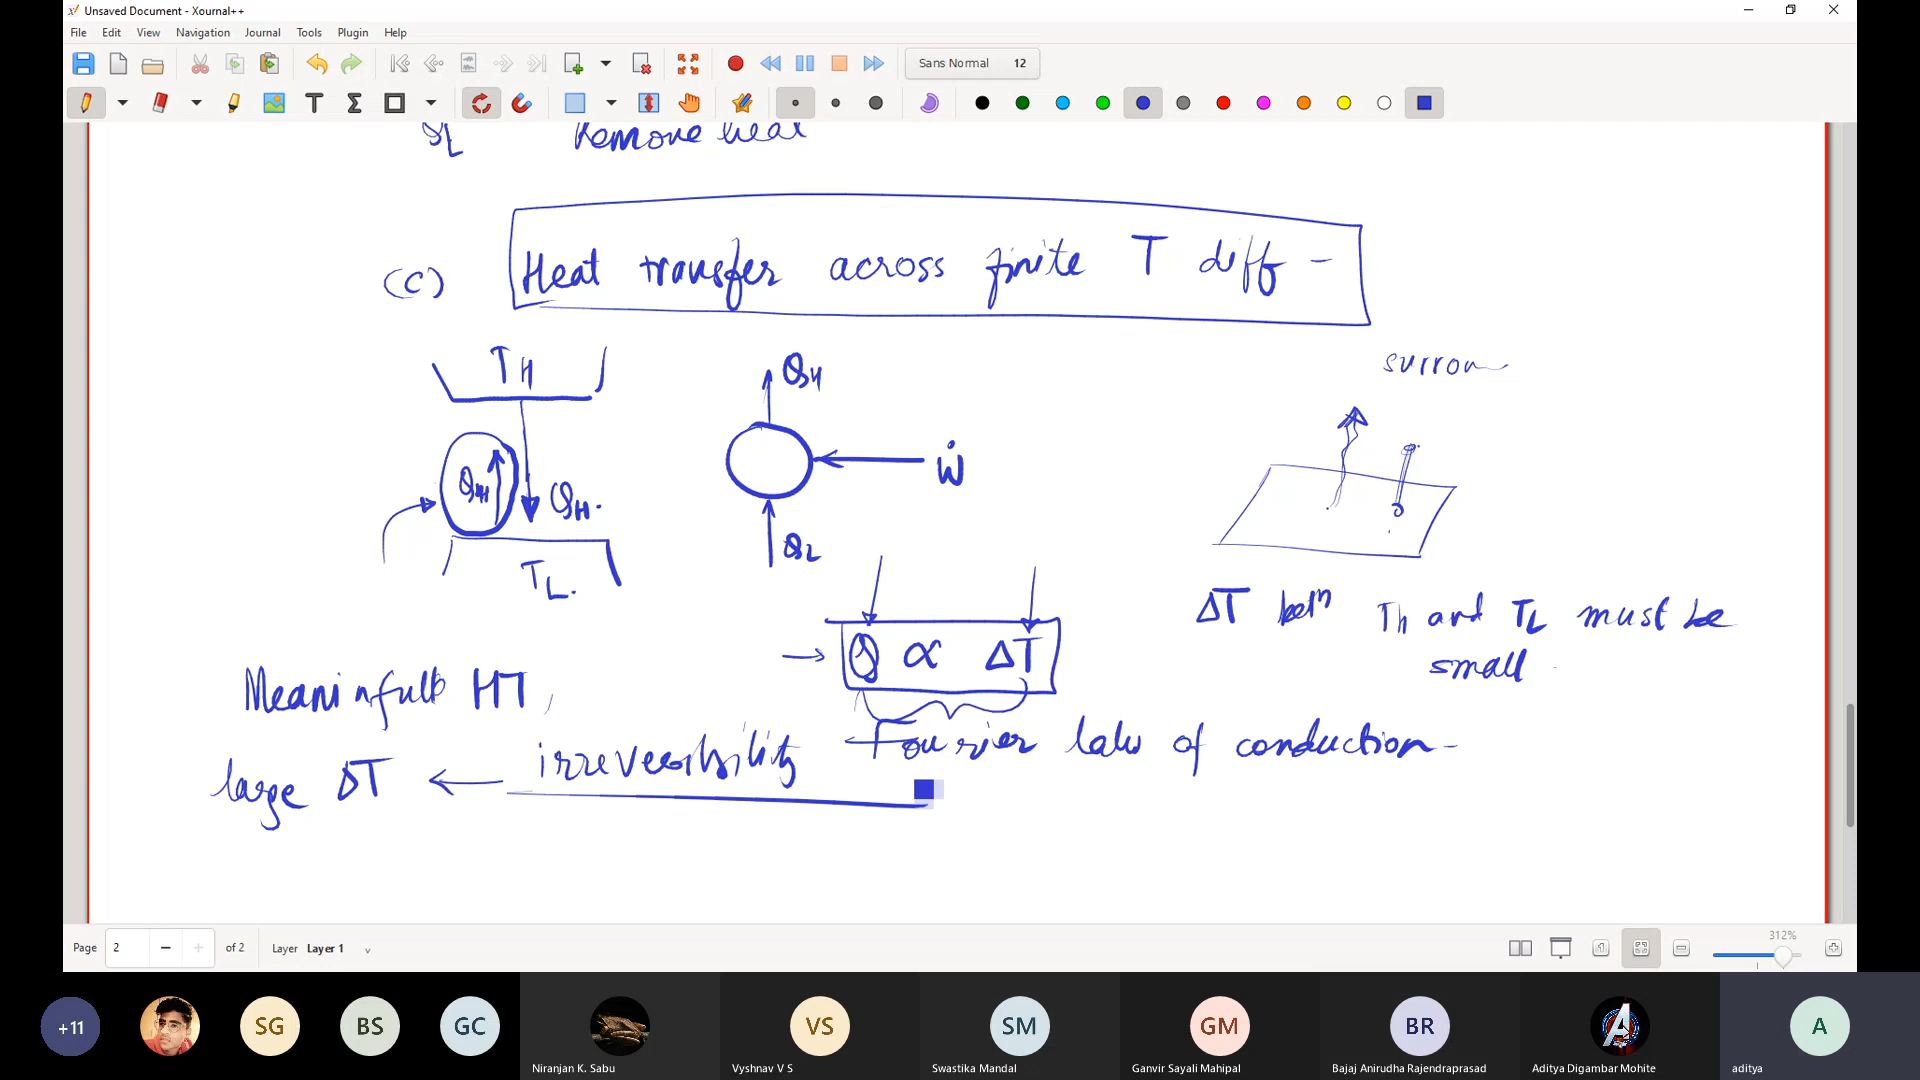 Unsaved Document - Xournal++
File Edit View Navigation Journal Tools Plugin Help
Sans Normal 12
QL Remove heat
(C) Heat transfer across finite T diff -
TH
QH
surroun
QH
QH.
Ẇ
TL.
QL
Q ∝ ΔT
ΔT betn Th and TL must be
small
Meaninfull HT,
Fourier law of conduction -
large ΔT ← irreversibility
Page 2 of 2 Layer Layer 1 312%
+11 SG BS GC VS SM GM BR A
Niranjan K. Sabu Vyshnav V S Swastika Mandal Ganvir Sayali Mahipal Bajaj Anirudha Rajendraprasad Aditya Digambar Mohite aditya